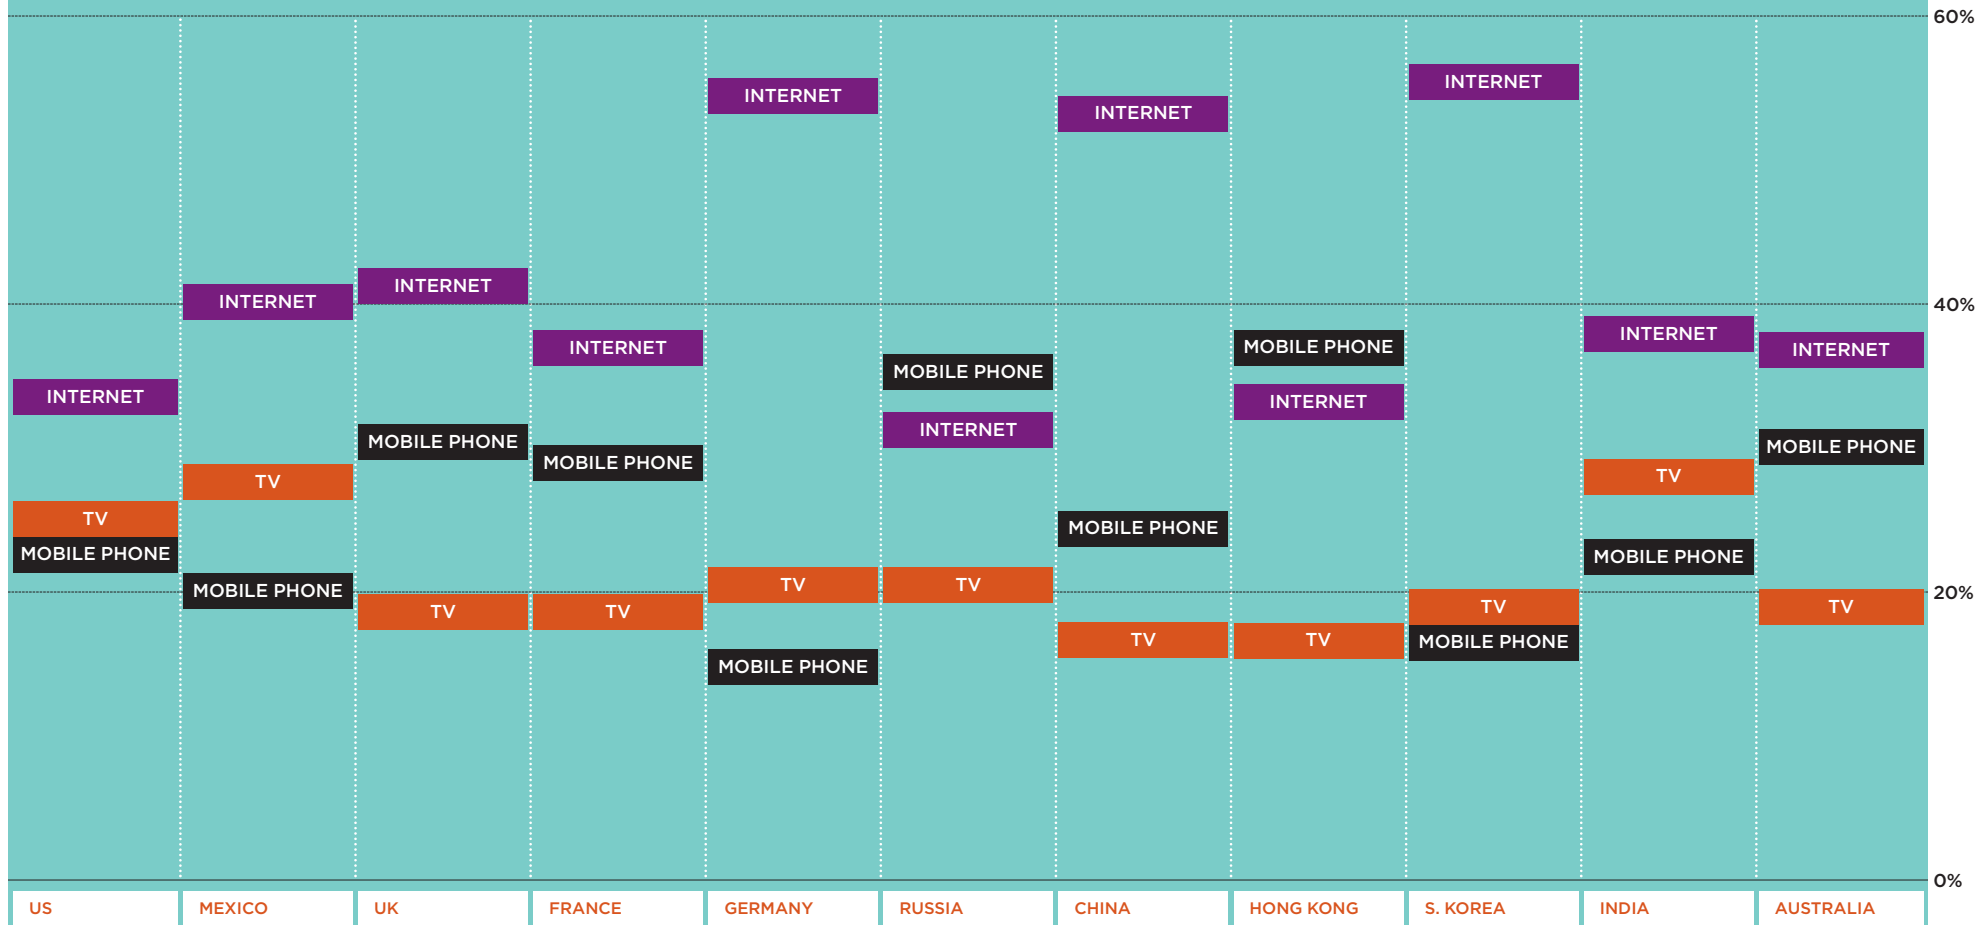 60%
INTERNET
INTERNET
INTERNET
INTERNET
INTERNET
40%
INTERNET
INTERNET
INTERNET
MOBILE PHONE
INTERNET
MOBILE PHONE
INTERNET
INTERNET
INTERNET
MOBILE PHONE
MOBILE PHONE
MOBILE PHONE
TV
TV
TV
MOBILE PHONE
MOBILE PHONE
MOBILE PHONE
TV
TV
MOBILE PHONE
20%
TV
TV
TV
TV
TV
TV
MOBILE PHONE
MOBILE PHONE
0%
US
MEXICO
UK
FRANCE
GERMANY
RUSSIA
CHINA
HONG KONG
S. KOREA
INDIA
AUSTRALIA